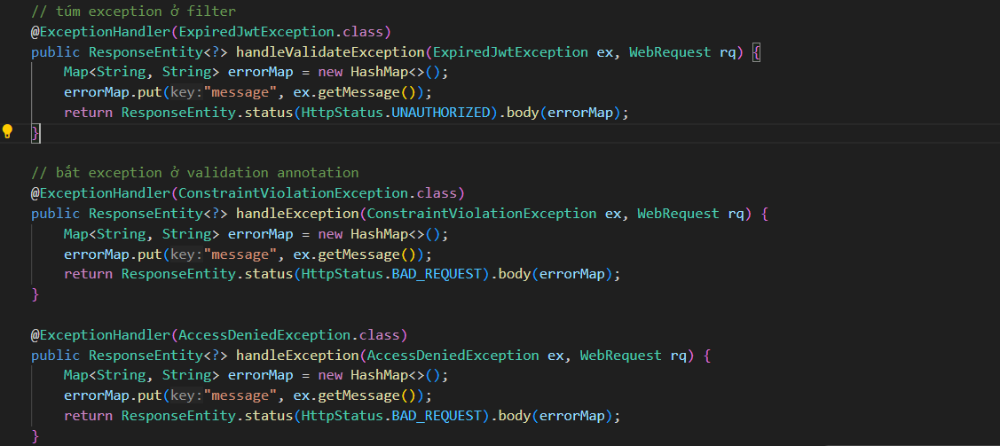 // túm exception ở filter
@ExceptionHandler(ExpiredJwtException.class)
public ResponseEntity<?> handleValidateException(ExpiredJwtException ex, WebRequest rq) {
Map<String, String> errorMap = new HashMap<>();
errorMap.put(key:"message", ex.getMessage());
return ResponseEntity.status(HttpStatus.UNAUTHORIZED).body(errorMap);
}
// bắt exception ở validation annotation
@ExceptionHandler(ConstraintViolationException.class)
public ResponseEntity<?> handleException(ConstraintViolationException ex, WebRequest rq) {
Map<String, String> errorMap = new HashMap<>();
errorMap.put(key:"message", ex.getMessage());
return ResponseEntity.status(HttpStatus.BAD_REQUEST).body(errorMap);
}
@ExceptionHandler(AccessDeniedException.class)
public ResponseEntity<?> handleException(AccessDeniedException ex, WebRequest rq) {
Map<String, String> errorMap = new HashMap<>();
errorMap.put(key:"message", ex.getMessage());
return ResponseEntity.status(HttpStatus.BAD_REQUEST).body(errorMap);
}